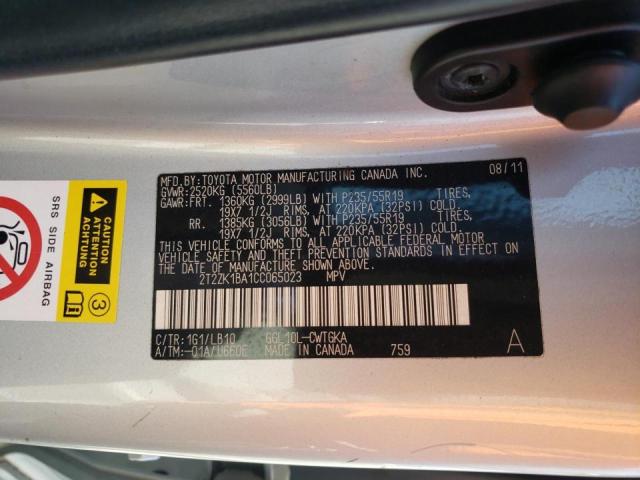 MFD. BY: TOYOTA MOTOR MANUFACTURING CANADA INC. 08/11
GVWR: 2520KG (5560LB)
GAWR:FRT. 1360KG (2999LB) WITH P235/55R19 TIRES,
19X7 1/2J RIMS, AT 220KPA (32PSI) COLD.
RR. 1385KG (3056LB) WITH P235/55R19 TIRES,
19X7 1/2J RIMS, AT 220KPA (32PSI) COLD.
THIS VEHICLE CONFORMS TO ALL APPLICABLE FEDERAL MOTOR
VEHICLE SAFETY AND THEFT PREVENTION STANDARDS IN EFFECT ON
THE DATE OF MANUFACTURE SHOWN ABOVE.
2T2ZK1BA1CC065023 MPV
C/TR: 1G1/LB10 GGL10L-CWTGKA
A/TM: -01A/U660E MADE IN CANADA 759 A
CAUTION
ATTENTION
ACHTUNG
3
SRS SIDE AIRBAG